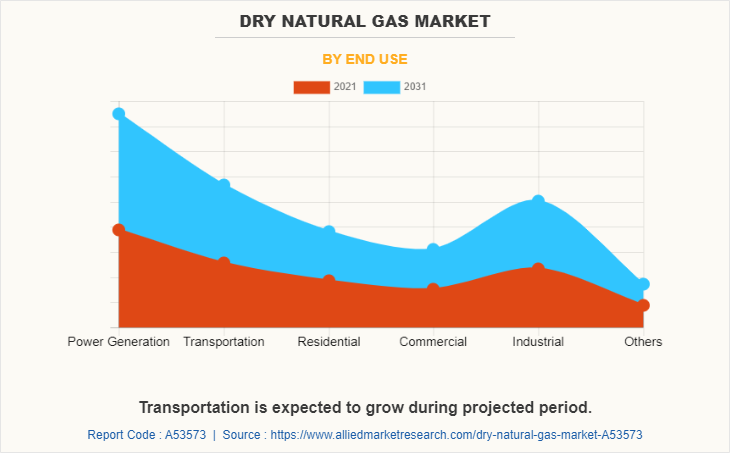 DRY NATURAL GAS MARKET
BY END USE
2021 2031
Power Generation Transportation Residential Commercial Industrial Others
Transportation is expected to grow during projected period.
Report Code : A53573 | Source : https://www.alliedmarketresearch.com/dry-natural-gas-market-A53573